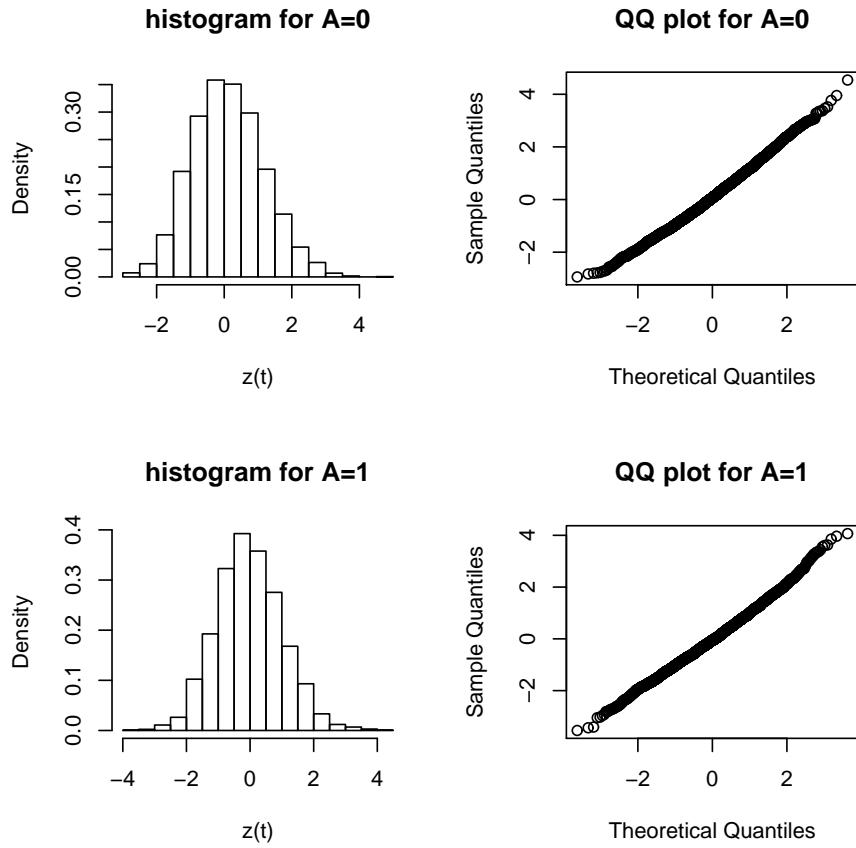 histogram for A=0
Density
0.00 0.15 0.30
−2 0 2 4
z(t)
QQ plot for A=0
Sample Quantiles
−2 0 2 4
−2 0 2
Theoretical Quantiles
histogram for A=1
Density
0.0 0.1 0.2 0.3 0.4
−4 −2 0 2 4
z(t)
QQ plot for A=1
Sample Quantiles
−2 0 2 4
−2 0 2
Theoretical Quantiles